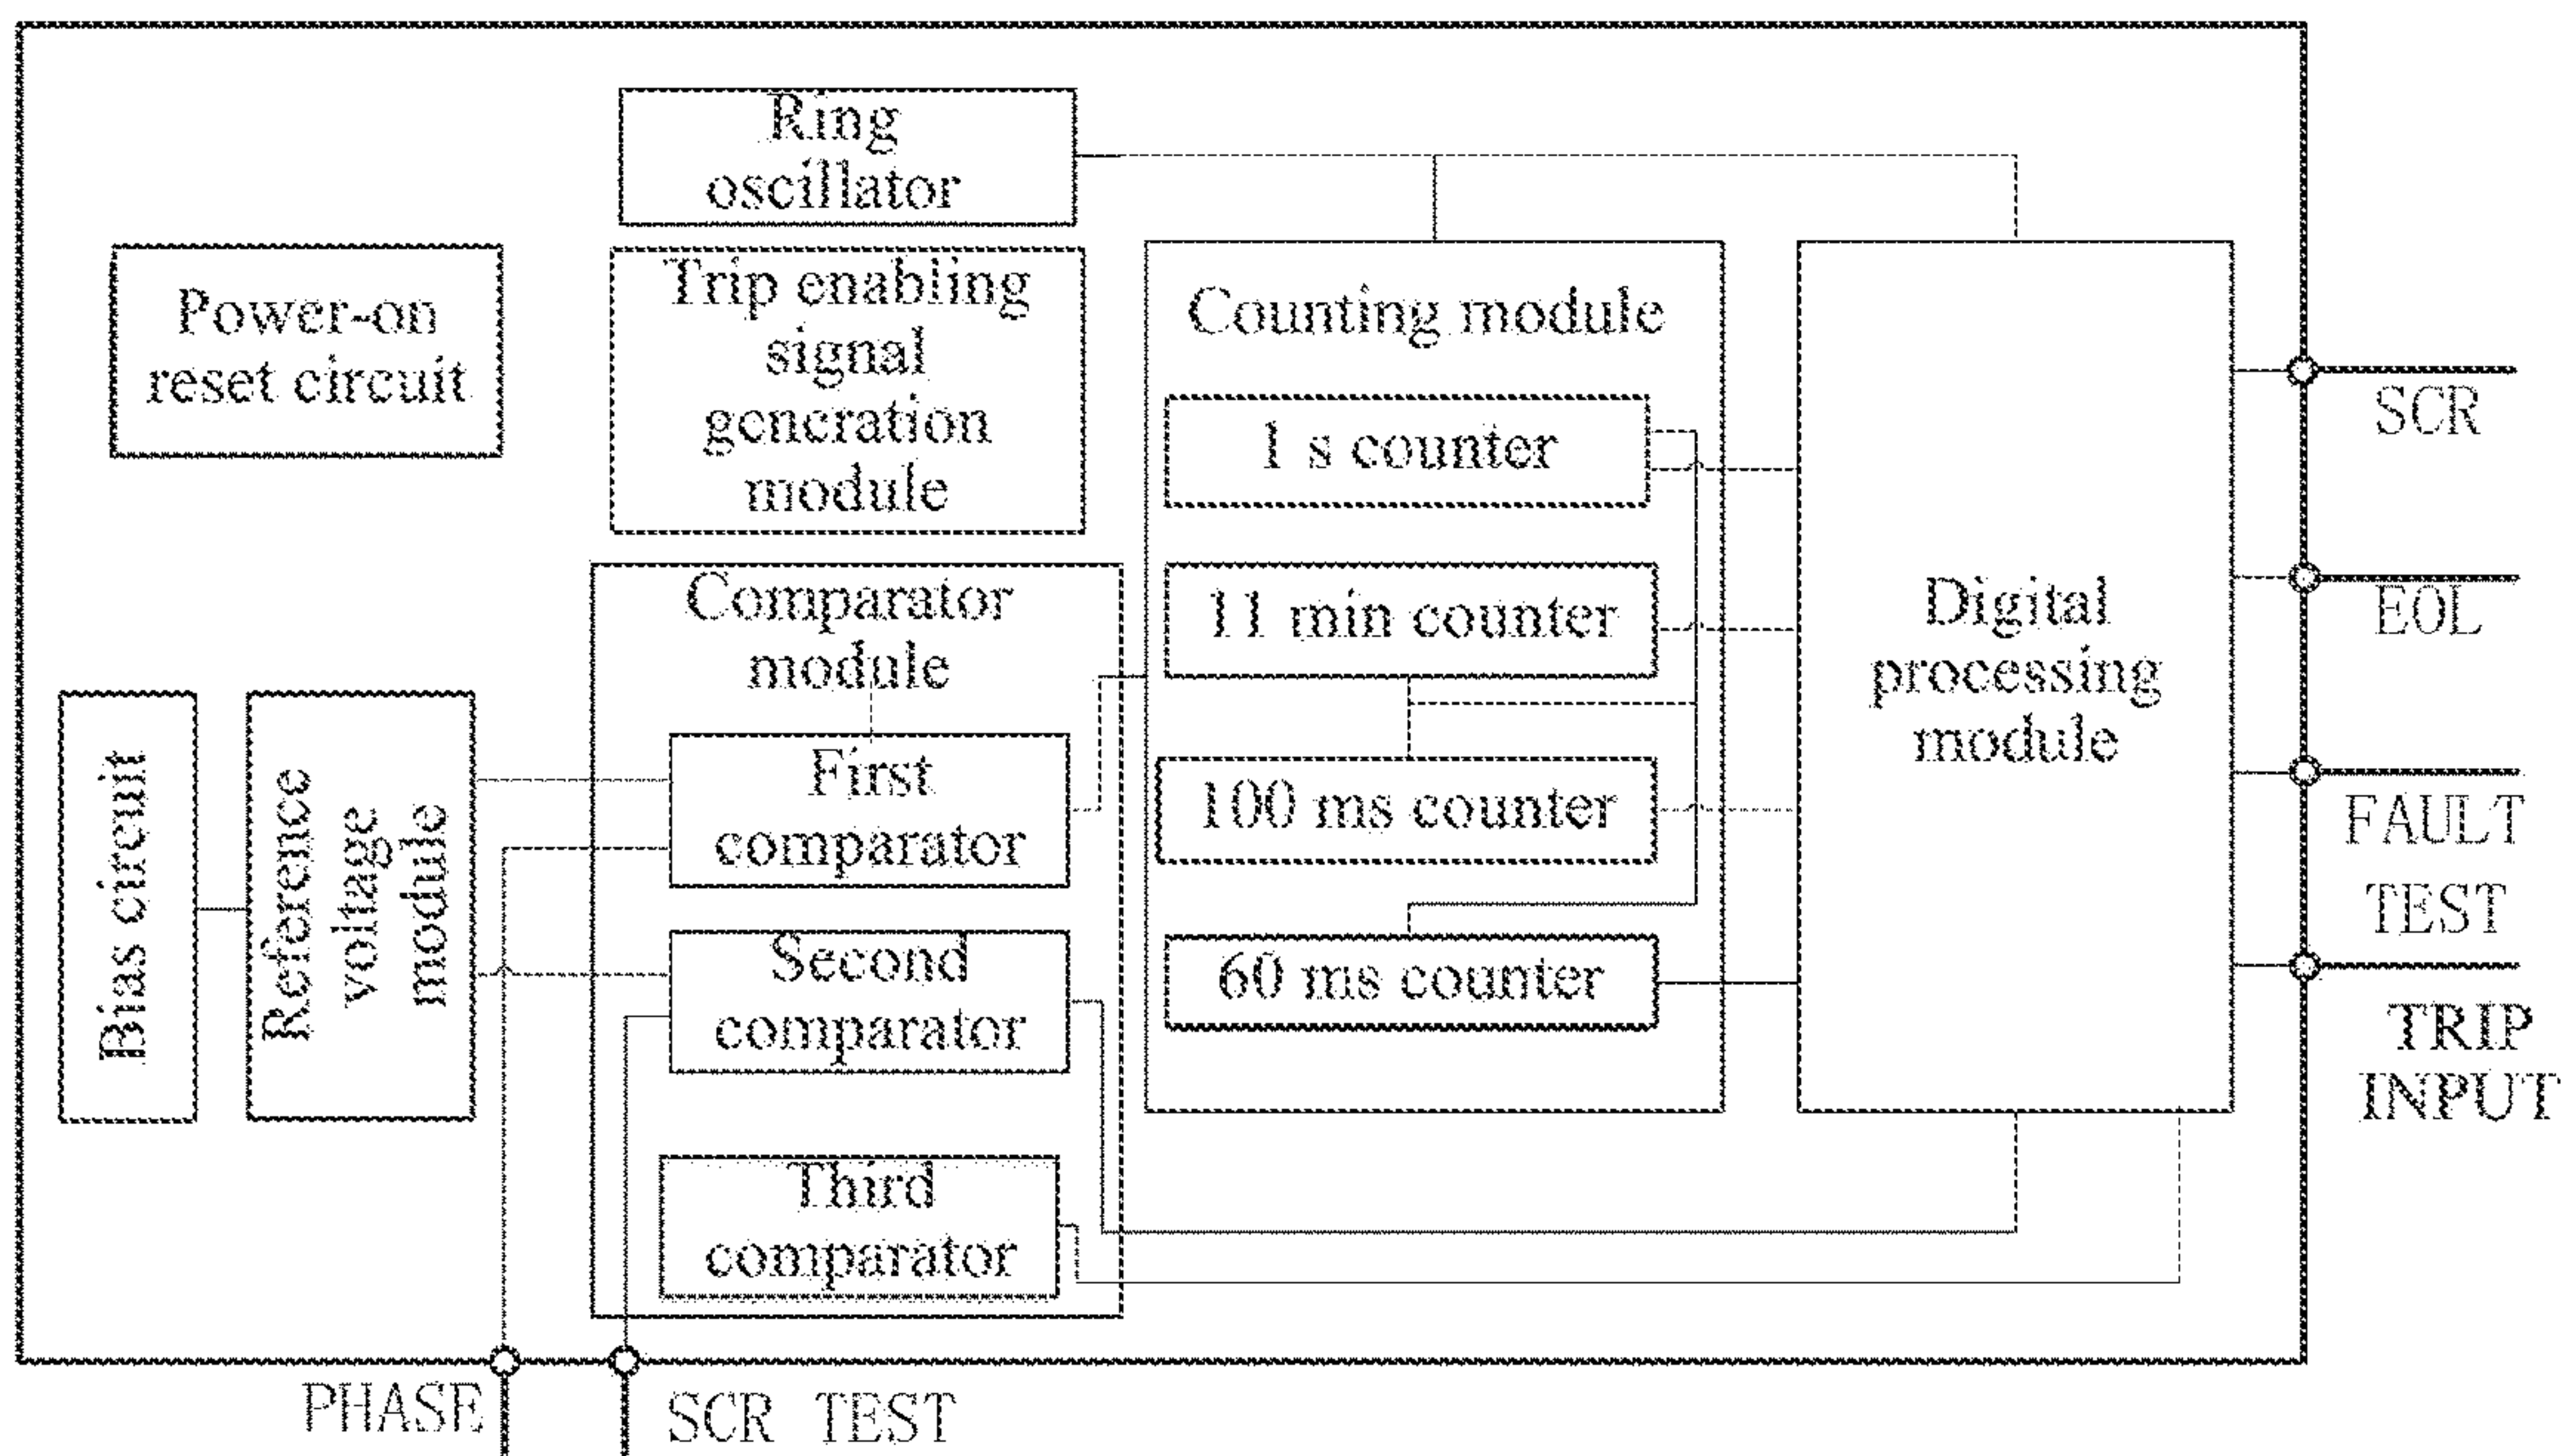 Ring
oscillator
Power-on
reset circuit
Trip enabling
signal
generation
module
Comparator
module
First
comparator
Second
comparator
Third
comparator
Bias circuit
Reference
voltage
module
Counting module
1 s counter
11 min counter
100 ms counter
60 ms counter
Digital
processing
module
SCR
EOL
FAULT
TEST
TRIP
INPUT
PHASE
SCR TEST